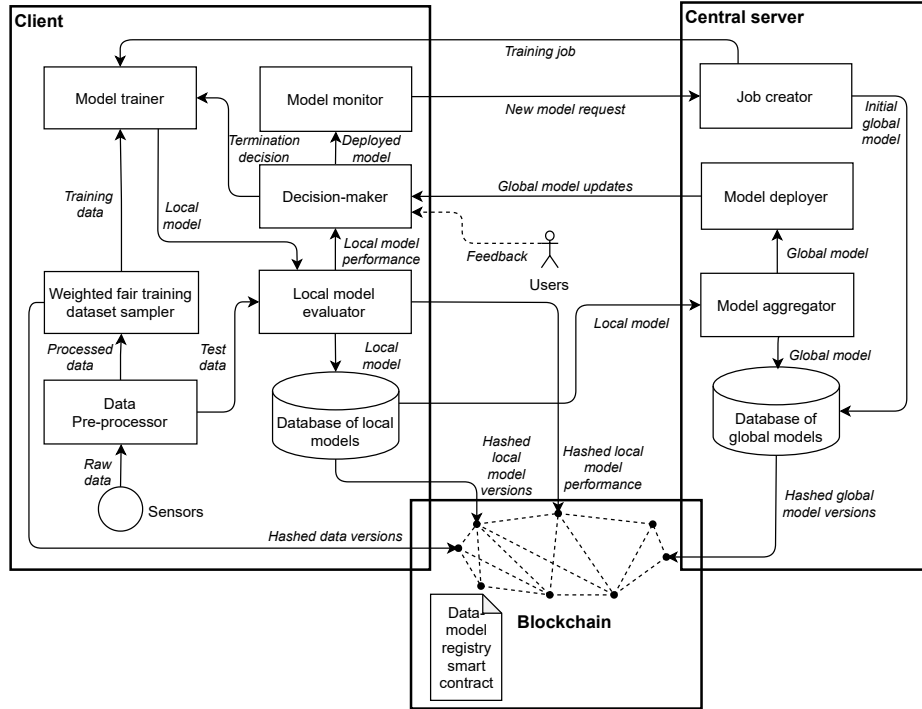 Client
Central server
Training job
Model trainer
Model monitor
Job creator
New model request
Initial
global
model
Termination
decision
Deployed
model
Training
data
Local
model
Decision-maker
Global model updates
Model deployer
Local model
performance
Feedback
Users
Global model
Weighted fair training
dataset sampler
Local model
evaluator
Local model
Model aggregator
Processed
data
Test
data
Local
model
Global model
Data
Pre-processor
Database of local
models
Database of
global models
Raw
data
Sensors
Hashed
local
model
versions
Hashed local
model
performance
Hashed global
model versions
Hashed data versions
Blockchain
Data-
model
registry
smart
contract